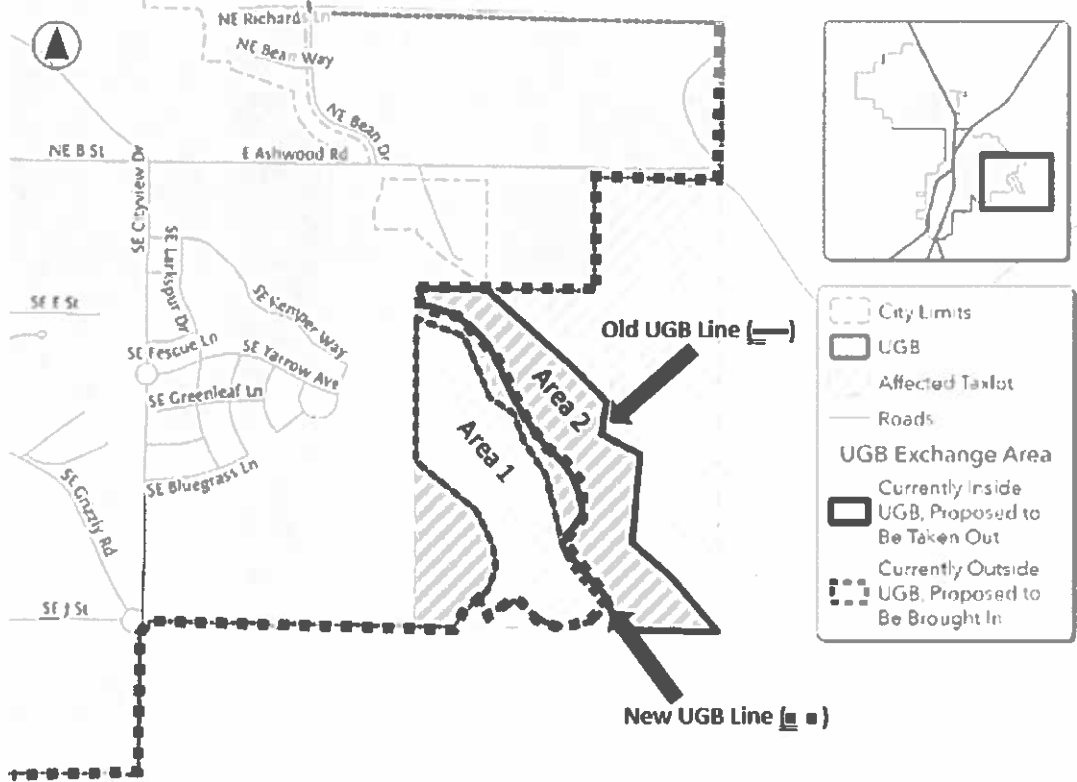 NE Richards Ln
NE Bean Way
NE Bean Dr
NE B St
E Ashwood Rd
SE Cityview Dr
SE Larkspur Dr
SE Kemper Way
SE E St
SE Fescue Ln
SE Yarrow Ave
SE Greenleaf Ln
SE Bluegrass Ln
SE Grizzly Rd
SE J St
Old UGB Line (——)
Area 2
Area 1
New UGB Line (■ ■)
City Limits
UGB
Affected Taxlot
Roads
UGB Exchange Area
Currently Inside
UGB, Proposed to
Be Taken Out
Currently Outside
UGB, Proposed to
Be Brought In